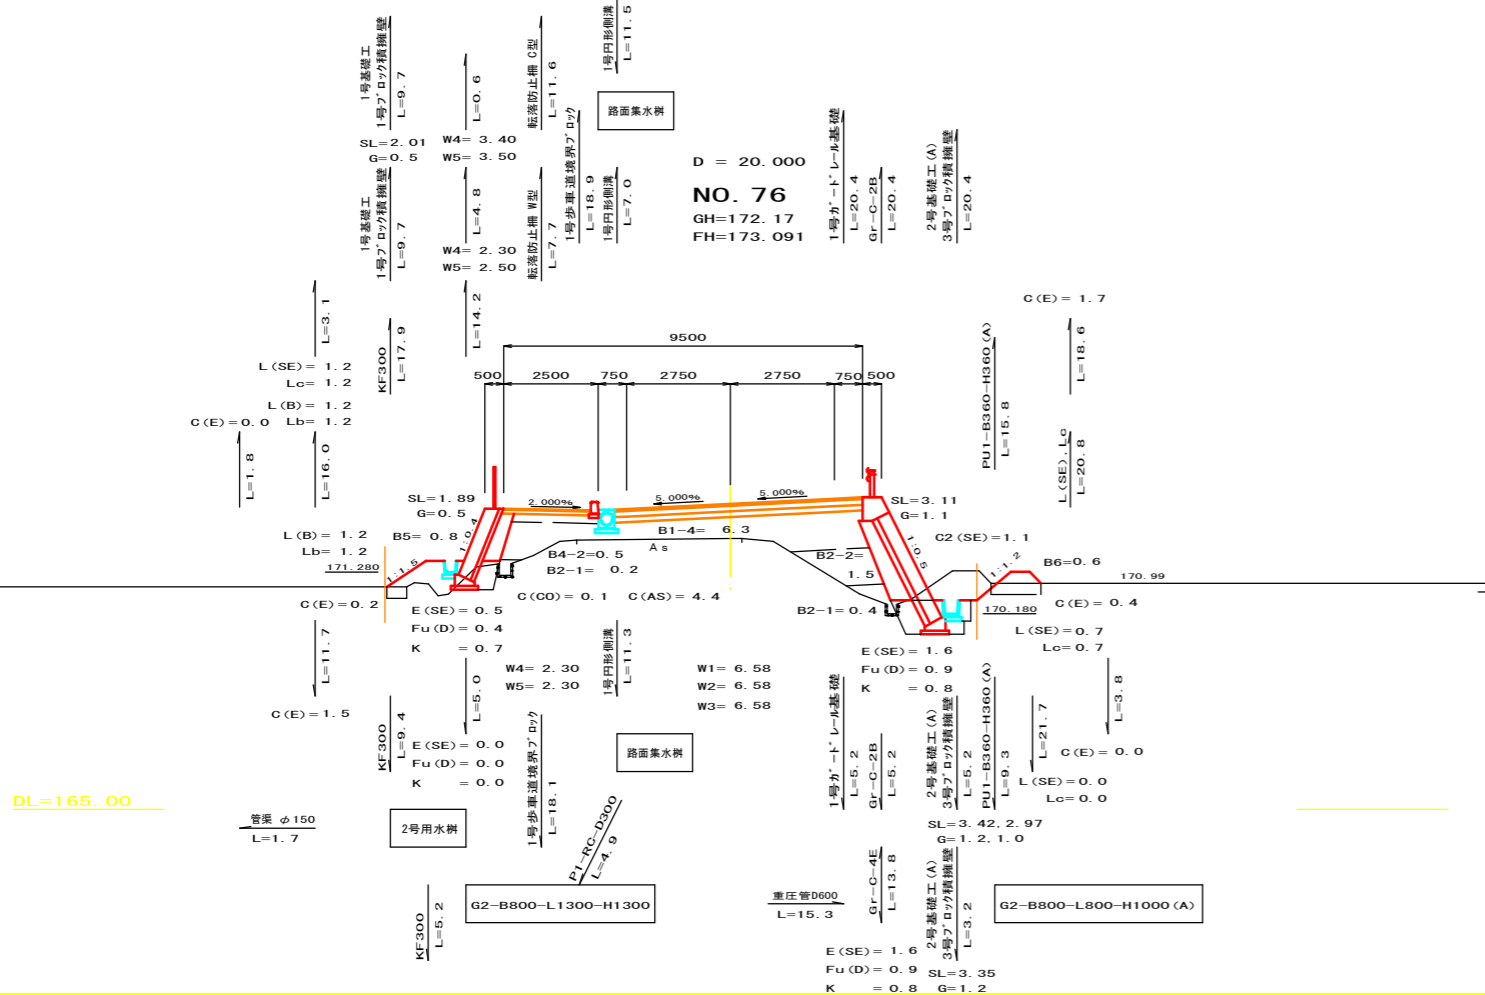 1号基礎工
1号ブロック積擁壁
L=9. 7
L=0. 6
転落防止柵 C型
L=11. 6
1号円形側溝
L=11. 5
路面集水桝
SL=2. 01
G=0. 5
W4= 3. 40
W5= 3. 50
1号基礎工
1号ブロック積擁壁
L=9. 7
L=4. 8
転落防止柵 W型
L=7. 7
1号歩車道境界ブロック
L=18. 9
1号円形側溝
L=7. 0
W4= 2. 30
W5= 2. 50
D = 20. 000
NO. 76
GH=172. 17
FH=173. 091
1号ガードレール基礎
L=20. 4
Gr-C-2B
L=20. 4
2号基礎工(A)
3号ブロック積擁壁
L=20. 4
L=3. 1
KF300
L=17. 9
L=14. 2
C(E)= 1. 7
PU1-B360-H360(A)
L=15. 8
L=18. 6
9500
500
2500
750
2750
2750
750
500
L(SE)= 1. 2
Lc= 1. 2
L(B)= 1. 2
Lb= 1. 2
C(E)=0. 0
L=1. 8
L=16. 0
L(SE), Lc
L=20. 8
SL=1. 89
G=0. 5
2. 000%
5. 000%
5. 000%
SL=3. 11
G=1. 1
L(B)= 1. 2
Lb= 1. 2
B5= 0. 8
1:0. 4
1:1. 5
171. 280
B4-2=0. 5
B2-1= 0. 2
B1-4= 6. 3
As
B2-2=
1. 5
1:0. 5
C2(SE)=1. 1
1:1. 2
B6=0. 6
170. 99
C(E)= 0. 2
E(SE)= 0. 5
Fu(D)= 0. 4
K = 0. 7
C(CO)= 0. 1
C(AS)= 4. 4
B2-1= 0. 4
170. 180
C(E)= 0. 4
L(SE)= 0. 7
Lc= 0. 7
L=11. 7
C(E)= 1. 5
KF300
L=9. 4
L=5. 0
W4= 2. 30
W5= 2. 30
1号円形側溝
L=11. 3
W1= 6. 58
W2= 6. 58
W3= 6. 58
E(SE)= 1. 6
Fu(D)= 0. 9
K = 0. 8
1号ガードレール基礎
L=5. 2
Gr-C-2B
L=5. 2
2号基礎工(A)
3号ブロック積擁壁
L=5. 2
PU1-B360-H360(A)
L=9. 3
L=21. 7
L=3. 8
C(E)= 0. 0
L(SE)=0. 0
Lc= 0. 0
E(SE)= 0. 0
Fu(D)= 0. 0
K = 0. 0
1号歩車道境界ブロック
L=18. 1
路面集水桝
DL=165. 00
管渠 φ150
L=1. 7
2号用水桝
P1-RC-D300
L=4. 9
SL=3. 42, 2. 97
G=1. 2, 1. 0
KF300
L=5. 2
G2-B800-L1300-H1300
重圧管D600
L=15. 3
Gr-C-4E
L=13. 8
2号基礎工(A)
3号ブロック積擁壁
L=3. 2
G2-B800-L800-H1000(A)
E(SE)= 1. 6
Fu(D)= 0. 9
K = 0. 8
SL=3. 35
G=1. 2